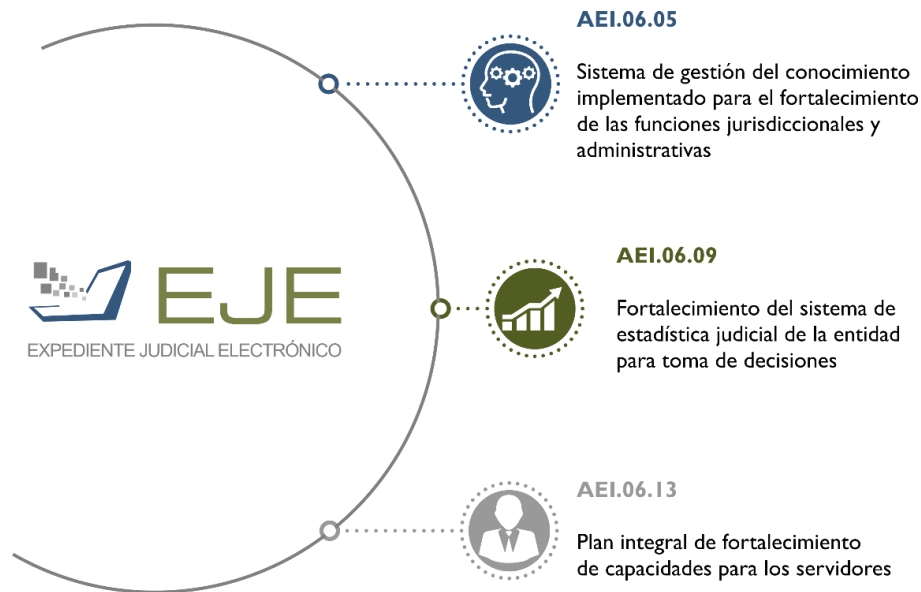 AEI.06.05
Sistema de gestión del conocimiento
implementado para el fortalecimiento
de las funciones jurisdiccionales y
administrativas
EJE
EXPEDIENTE JUDICIAL ELECTRÓNICO
AEI.06.09
Fortalecimiento del sistema de
estadística judicial de la entidad
para toma de decisiones
AEI.06.13
Plan integral de fortalecimiento
de capacidades para los servidores